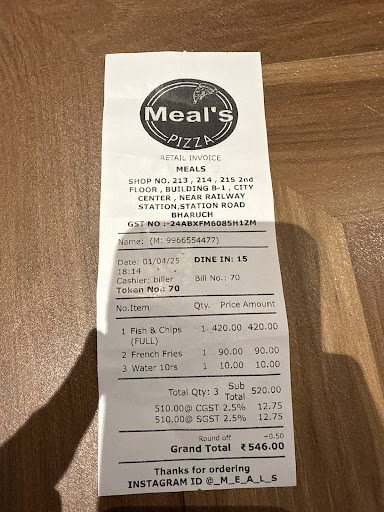 Meal's
PIZZA
RETAIL INVOICE
MEALS
SHOP NO. 213 , 214 , 215 2nd
FLOOR , BUILDING B-1 , CITY
CENTER , NEAR RAILWAY
STATION,STATION ROAD
BHARUCH
GST NO :-24ABXFM6085H1ZM
Name: (M: 9966554477)
Date: 01/04/25 DINE IN: 15
18:14
Cashier: biller Bill No.: 70
Token No.: 70
No.Item Qty. Price Amount
1 Fish & Chips 1 420.00 420.00
(FULL)
2 French Fries 1 90.00 90.00
3 Water 10rs 1 10.00 10.00
Total Qty: 3 Sub Total 520.00
510.00@ CGST 2.5% 12.75
510.00@ SGST 2.5% 12.75
Round off +0.50
Grand Total ₹546.00
Thanks for ordering
INSTAGRAM ID @_M_E_A_L_S